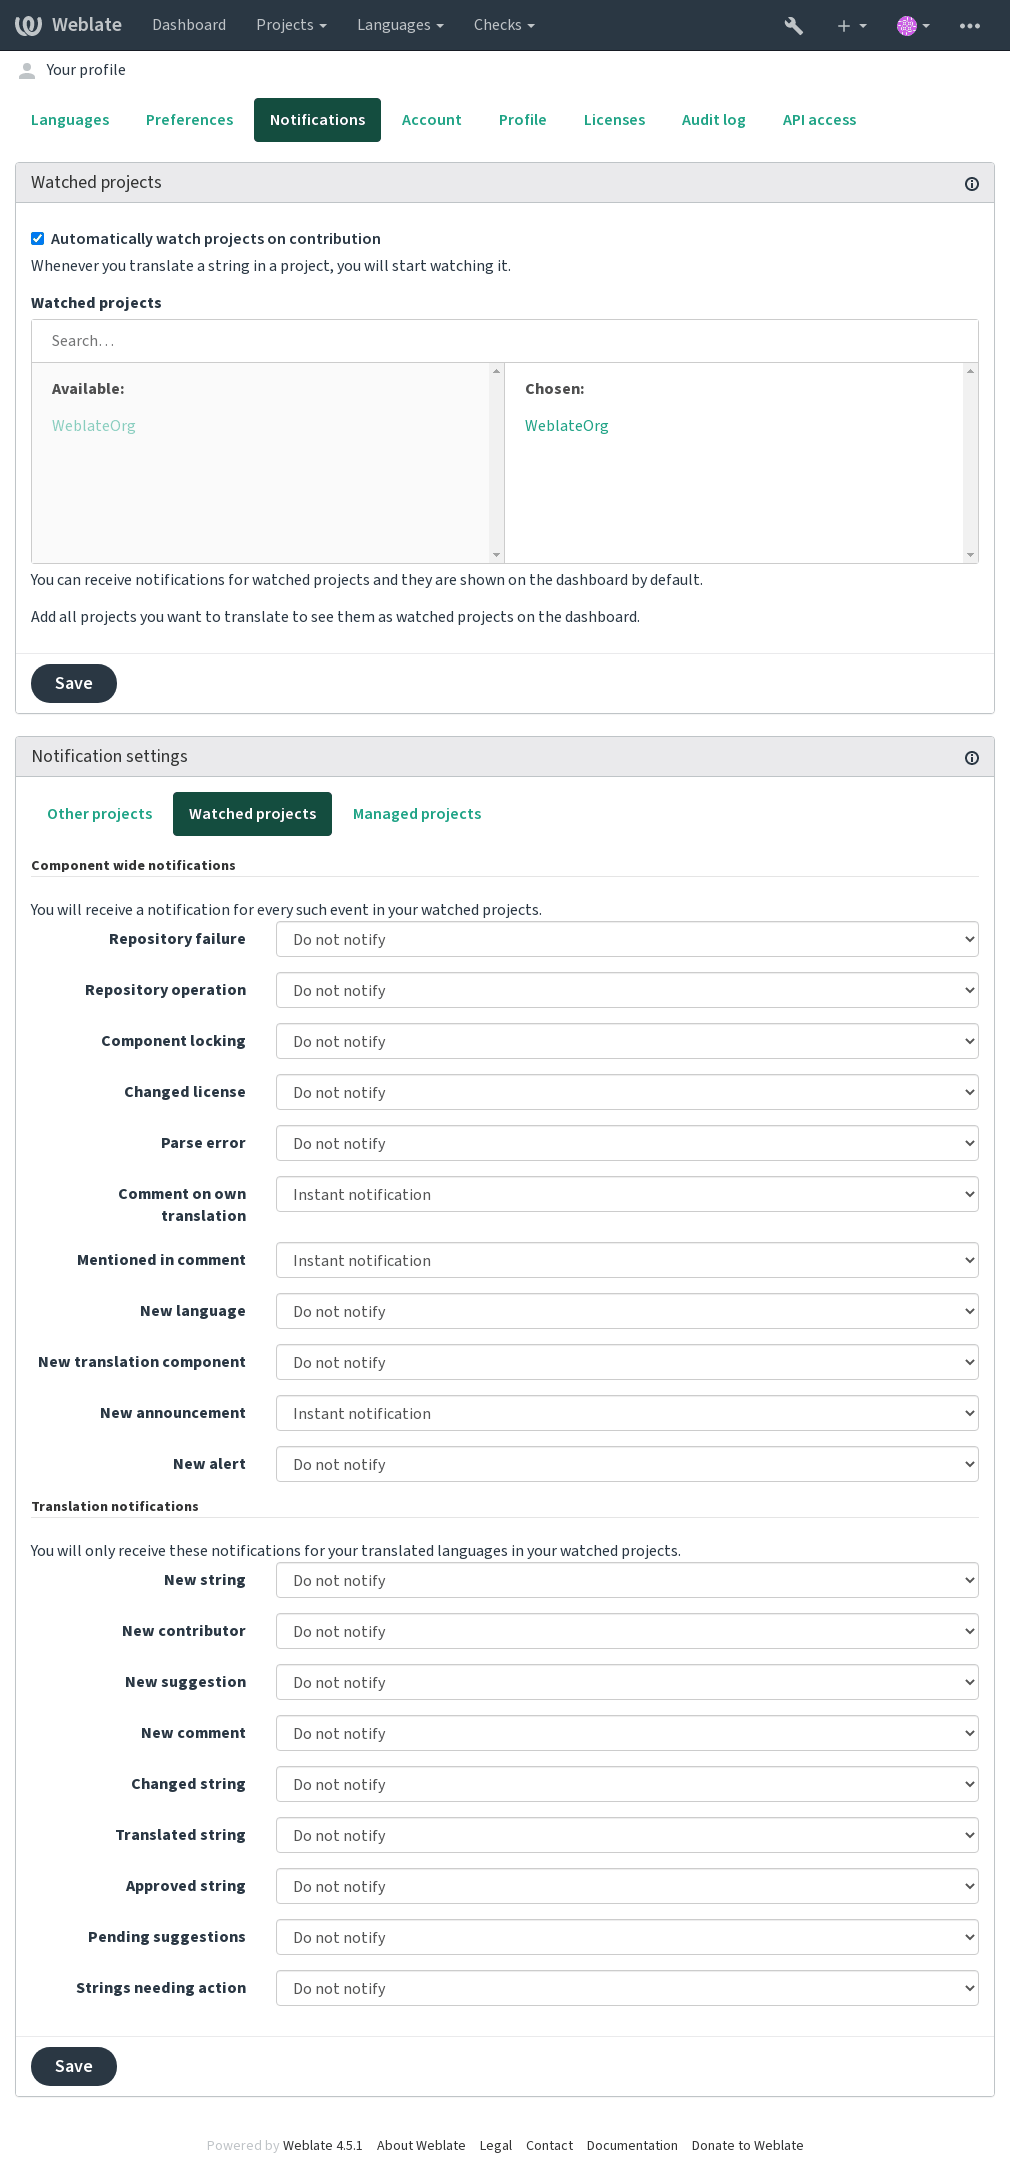 Weblate Dashboard Projects Languages Checks
Your profile
Languages Preferences Notifications Account Profile Licenses Audit log API access
Watched projects
Automatically watch projects on contribution
Whenever you translate a string in a project, you will start watching it.
Watched projects
Search…
Available: Chosen:
WeblateOrg WeblateOrg
You can receive notifications for watched projects and they are shown on the dashboard by default.
Add all projects you want to translate to see them as watched projects on the dashboard.
Save
Notification settings
Other projects Watched projects Managed projects
Component wide notifications
You will receive a notification for every such event in your watched projects.
Repository failure Do not notify
Repository operation Do not notify
Component locking Do not notify
Changed license Do not notify
Parse error Do not notify
Comment on own Instant notification
translation
Mentioned in comment Instant notification
New language Do not notify
New translation component Do not notify
New announcement Instant notification
New alert Do not notify
Translation notifications
You will only receive these notifications for your translated languages in your watched projects.
New string Do not notify
New contributor Do not notify
New suggestion Do not notify
New comment Do not notify
Changed string Do not notify
Translated string Do not notify
Approved string Do not notify
Pending suggestions Do not notify
Strings needing action Do not notify
Save
Powered by Weblate 4.5.1 About Weblate Legal Contact Documentation Donate to Weblate